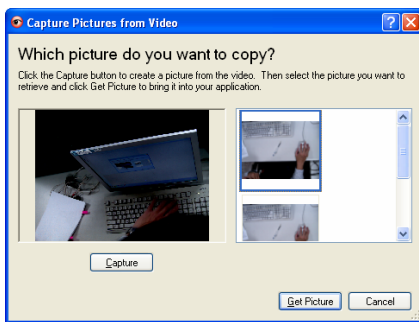 Capture Pictures from Video
Which picture do you want to copy?
Click the Capture button to create a picture from the video. Then select the picture you want to
retrieve and click Get Picture to bring it into your application.
Capture
Get Picture
Cancel